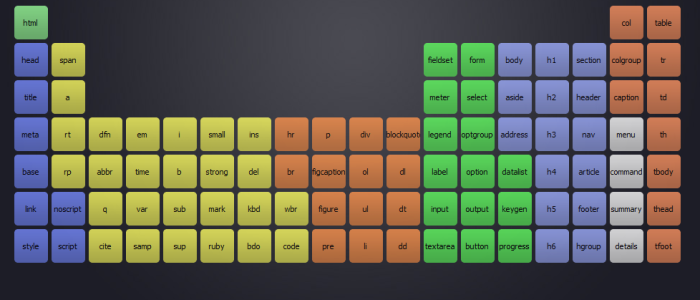 html col table
head span fieldset form body h1 section colgroup tr
title a meter select aside h2 header caption td
meta rt dfn em i small ins hr p div blockquot legend optgroup address h3 nav menu th
base rp abbr time b strong del br figcaption ol dl label option datalist h4 article command tbody
link noscript q var sub mark kbd wbr figure ul dt input output keygen h5 footer summary thead
style script cite samp sup ruby bdo code pre li dd textarea button progress h6 hgroup details tfoot